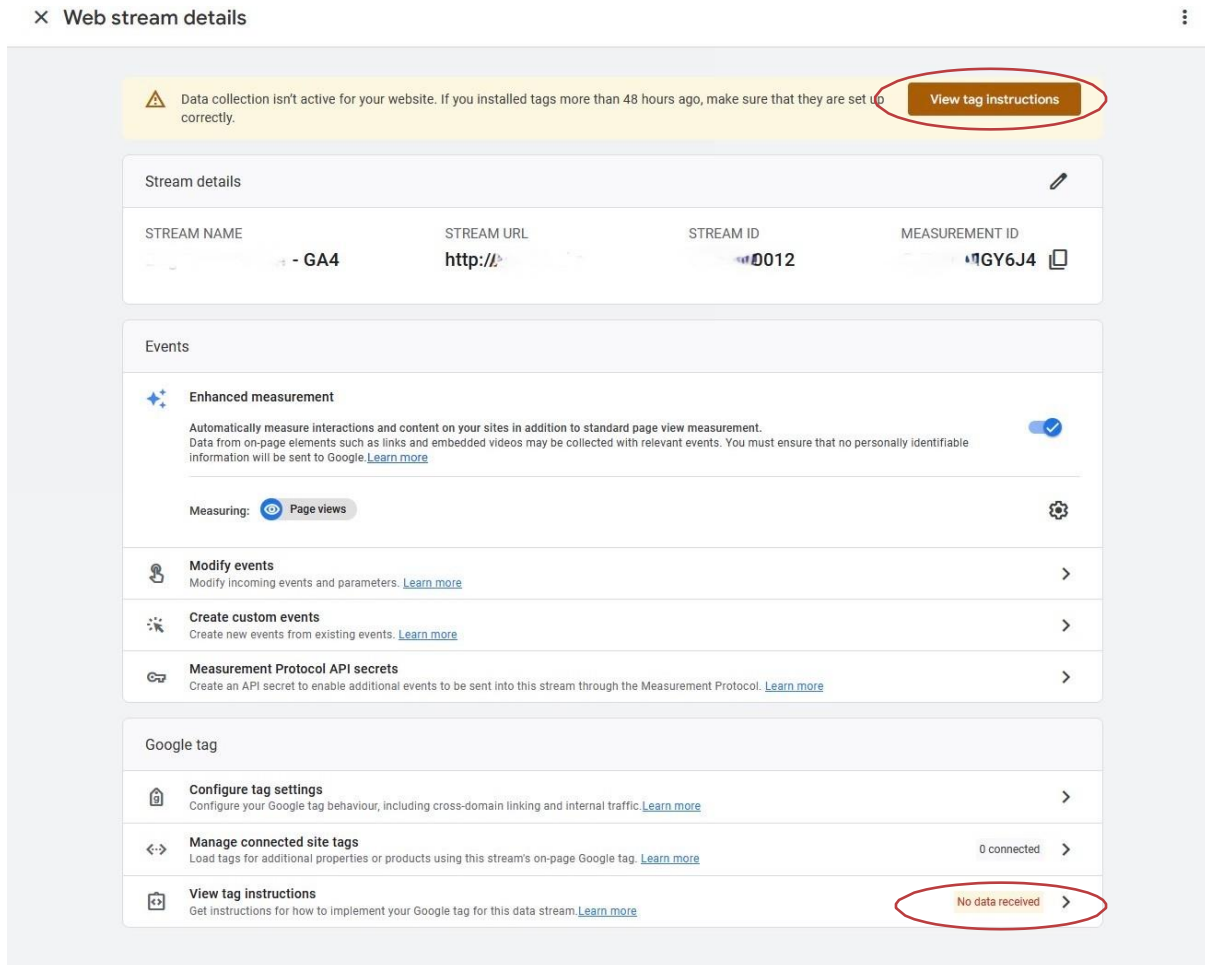 Web stream details
Data collection isn't active for your website. If you installed tags more than 48 hours ago, make sure that they are set up
correctly.
View tag instructions
Stream details
STREAM NAME
STREAM URL
STREAM ID
MEASUREMENT ID
- GA4
http://
0012
GY6J4
Events
Enhanced measurement
Automatically measure interactions and content on your sites in addition to standard page view measurement.
Data from on-page elements such as links and embedded videos may be collected with relevant events. You must ensure that no personally identifiable
information will be sent to Google.Learn more
Measuring:
Page views
Modify events
Modify incoming events and parameters. Learn more
Create custom events
Create new events from existing events. Learn more
Measurement Protocol API secrets
Create an API secret to enable additional events to be sent into this stream through the Measurement Protocol. Learn more
Google tag
Configure tag settings
Configure your Google tag behaviour, including cross-domain linking and internal traffic.Learn more
Manage connected site tags
Load tags for additional properties or products using this stream's on-page Google tag. Learn more
0 connected
View tag instructions
Get instructions for how to implement your Google tag for this data stream.Learn more
No data received